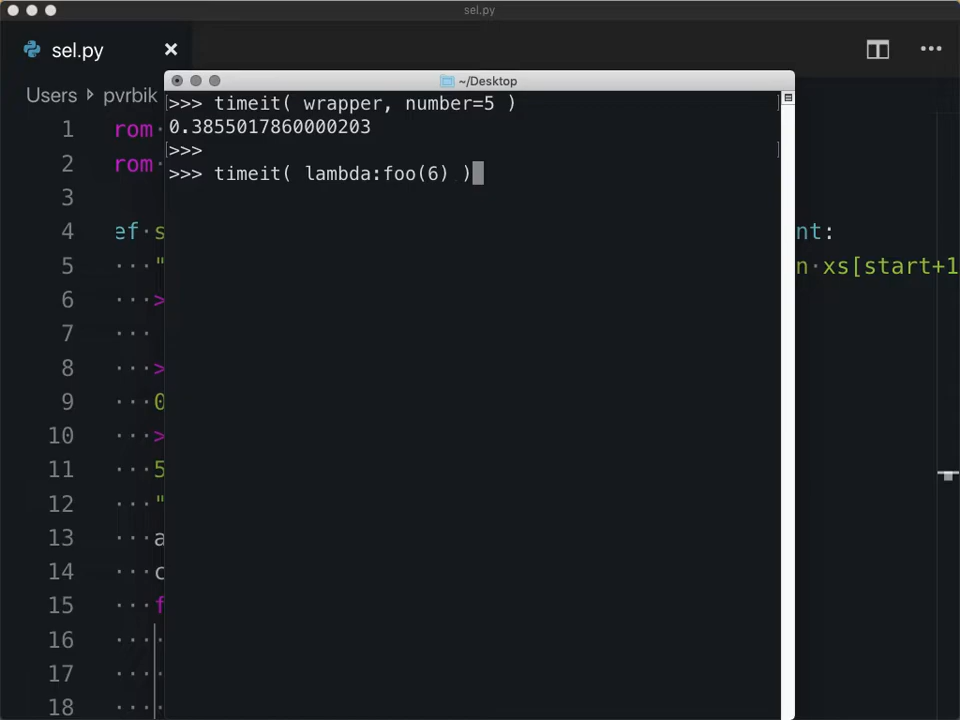 sel.py
sel.py
~/Desktop
Users pvrbik
>>> timeit( wrapper, number=5 )
0.3855017860000203
>>>
>>> timeit( lambda:foo(6) )
1 rom·
2 rom·
3
4 ef·s nt:
5 ···" n·xs[start+1
6 ···>
7 ···
8 ···>
9 ···0
10 ···>
11 ···5
12 ···"
13 ···a
14 ···c
15 ···f
16 ···
17 ···
18 ···